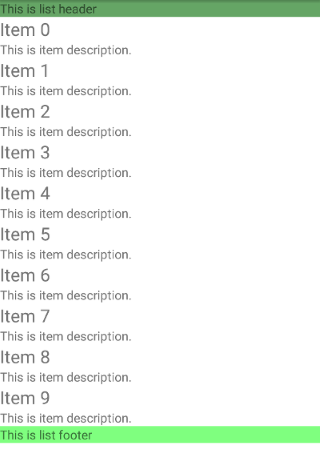 This is list header
Item 0
This is item description.
Item 1
This is item description.
Item 2
This is item description.
Item 3
This is item description.
Item 4
This is item description.
Item 5
This is item description.
Item 6
This is item description.
Item 7
This is item description.
Item 8
This is item description.
Item 9
This is item description.
This is list footer